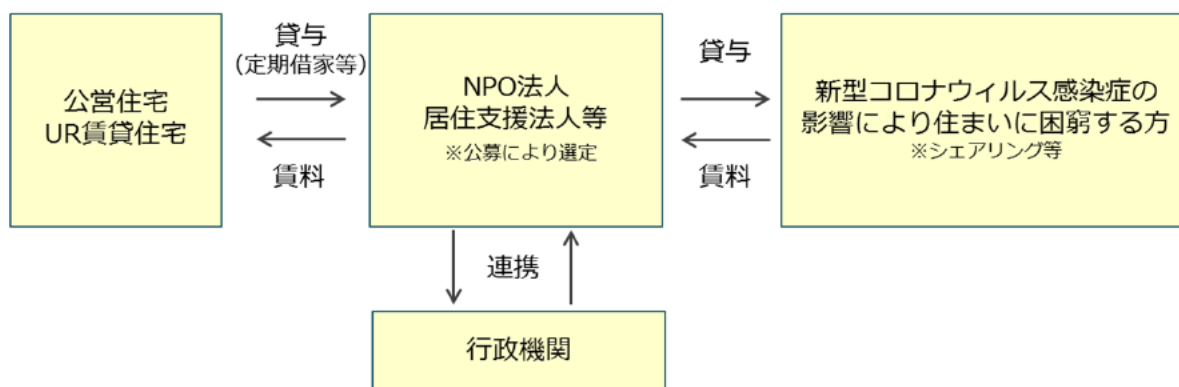 公営住宅
UR賃貸住宅
貸与
(定期借家等)
賃料
NPO法人
居住支援法人等
※公募により選定
貸与
賃料
新型コロナウィルス感染症の
影響により住まいに困窮する方
※シェアリング等
連携
行政機関